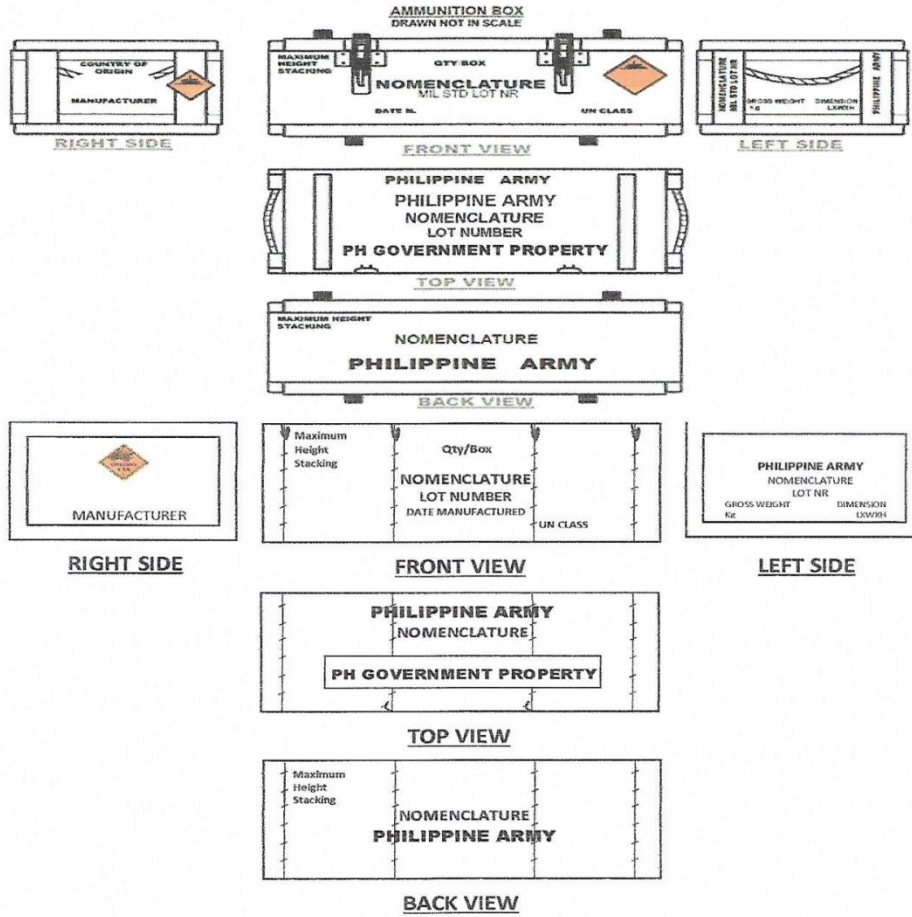 AMMUNITION BOX
DRAWN NOT IN SCALE
COUNTRY OF
ORIGIN
MANUFACTURER
RIGHT SIDE
MAXIMUM
HEIGHT
STACKING
QTY/BOX
NOMENCLATURE
MIL STD LOT NR
DATE M.
UN CLASS
FRONT VIEW
NOMENCLATURE
MIL STD LOT NR
GROSS WEIGHT
Kg
DIMENSION
LXWXH
PHILIPPINE ARMY
LEFT SIDE
PHILIPPINE ARMY
PHILIPPINE ARMY
NOMENCLATURE
LOT NUMBER
PH GOVERNMENT PROPERTY
TOP VIEW
MAXIMUM HEIGHT
STACKING
NOMENCLATURE
PHILIPPINE ARMY
BACK VIEW
MANUFACTURER
RIGHT SIDE
Maximum
Height
Stacking
Qty/Box
NOMENCLATURE
LOT NUMBER
DATE MANUFACTURED
UN CLASS
FRONT VIEW
PHILIPPINE ARMY
NOMENCLATURE
LOT NR
GROSS WEIGHT DIMENSION
Kg LXWXH
LEFT SIDE
PHILIPPINE ARMY
NOMENCLATURE
PH GOVERNMENT PROPERTY
TOP VIEW
Maximum
Height
Stacking
NOMENCLATURE
PHILIPPINE ARMY
BACK VIEW